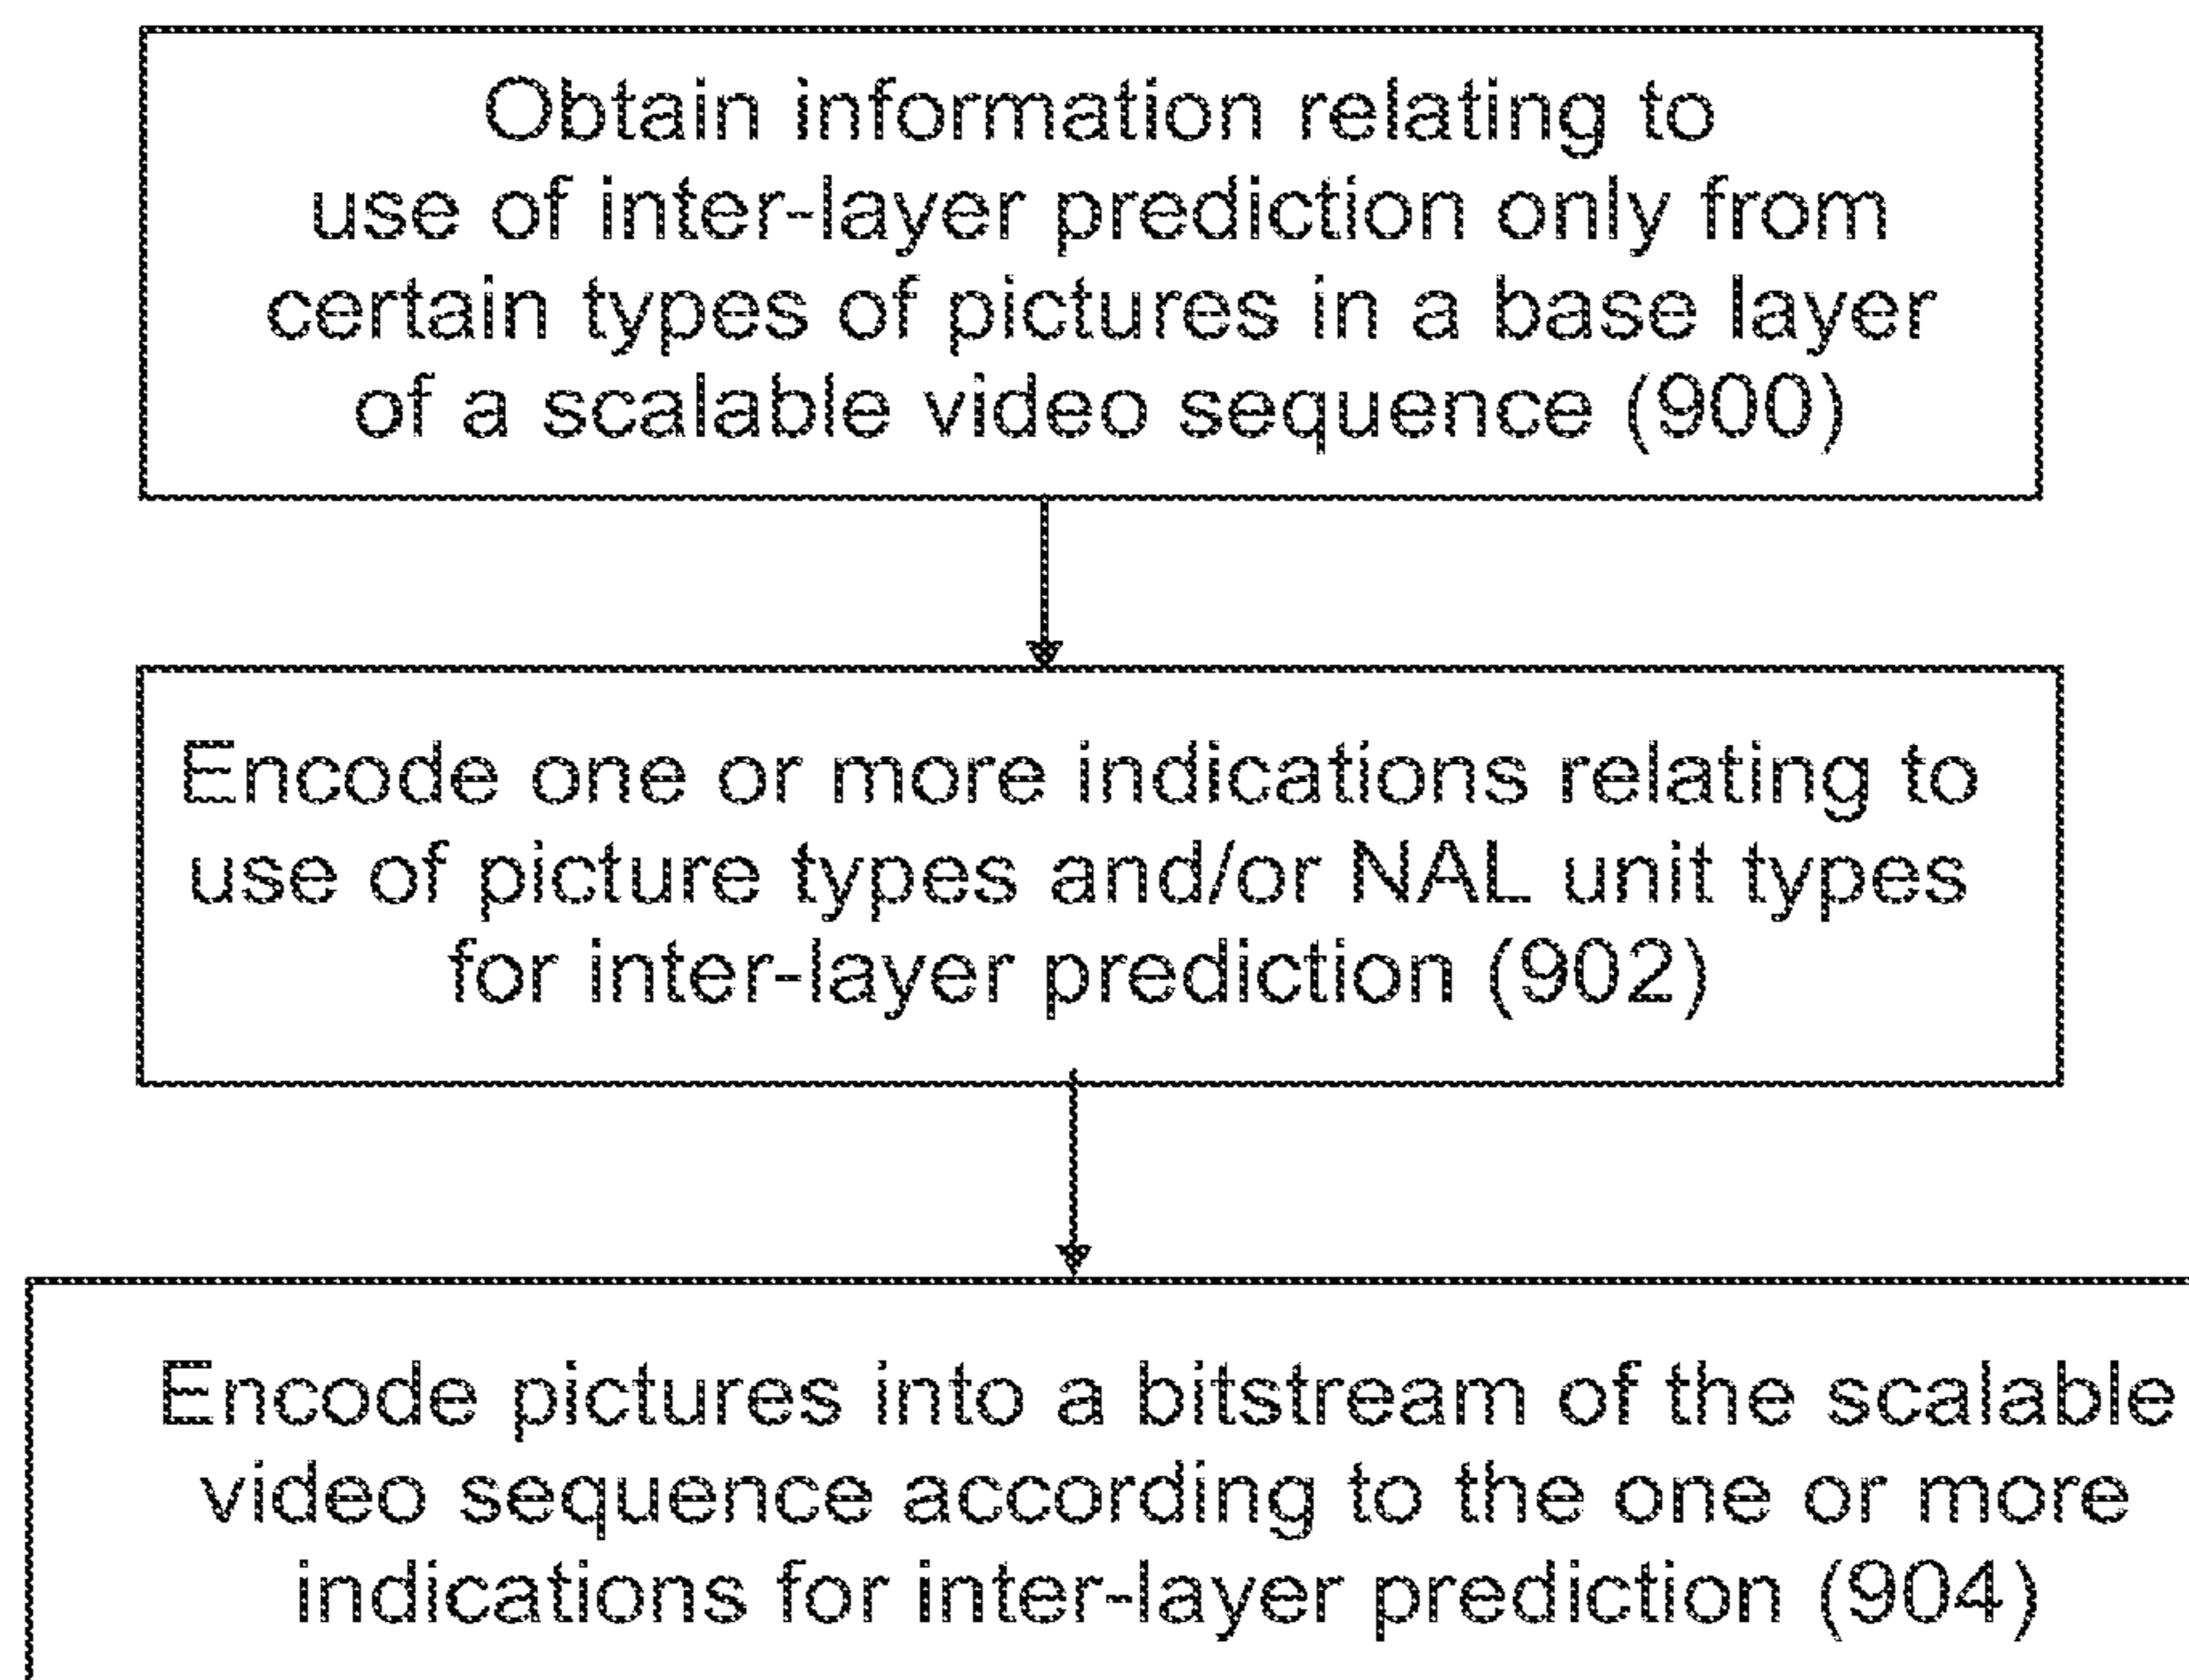 Obtain information relating to
use of inter-layer prediction only from
certain types of pictures in a base layer
of a scalable video sequence (900)
Encode one or more indications relating to
use of picture types and/or NAL unit types
for inter-layer prediction (902)
Encode pictures into a bitstream of the scalable
video sequence according to the one or more
indications for inter-layer prediction (904)